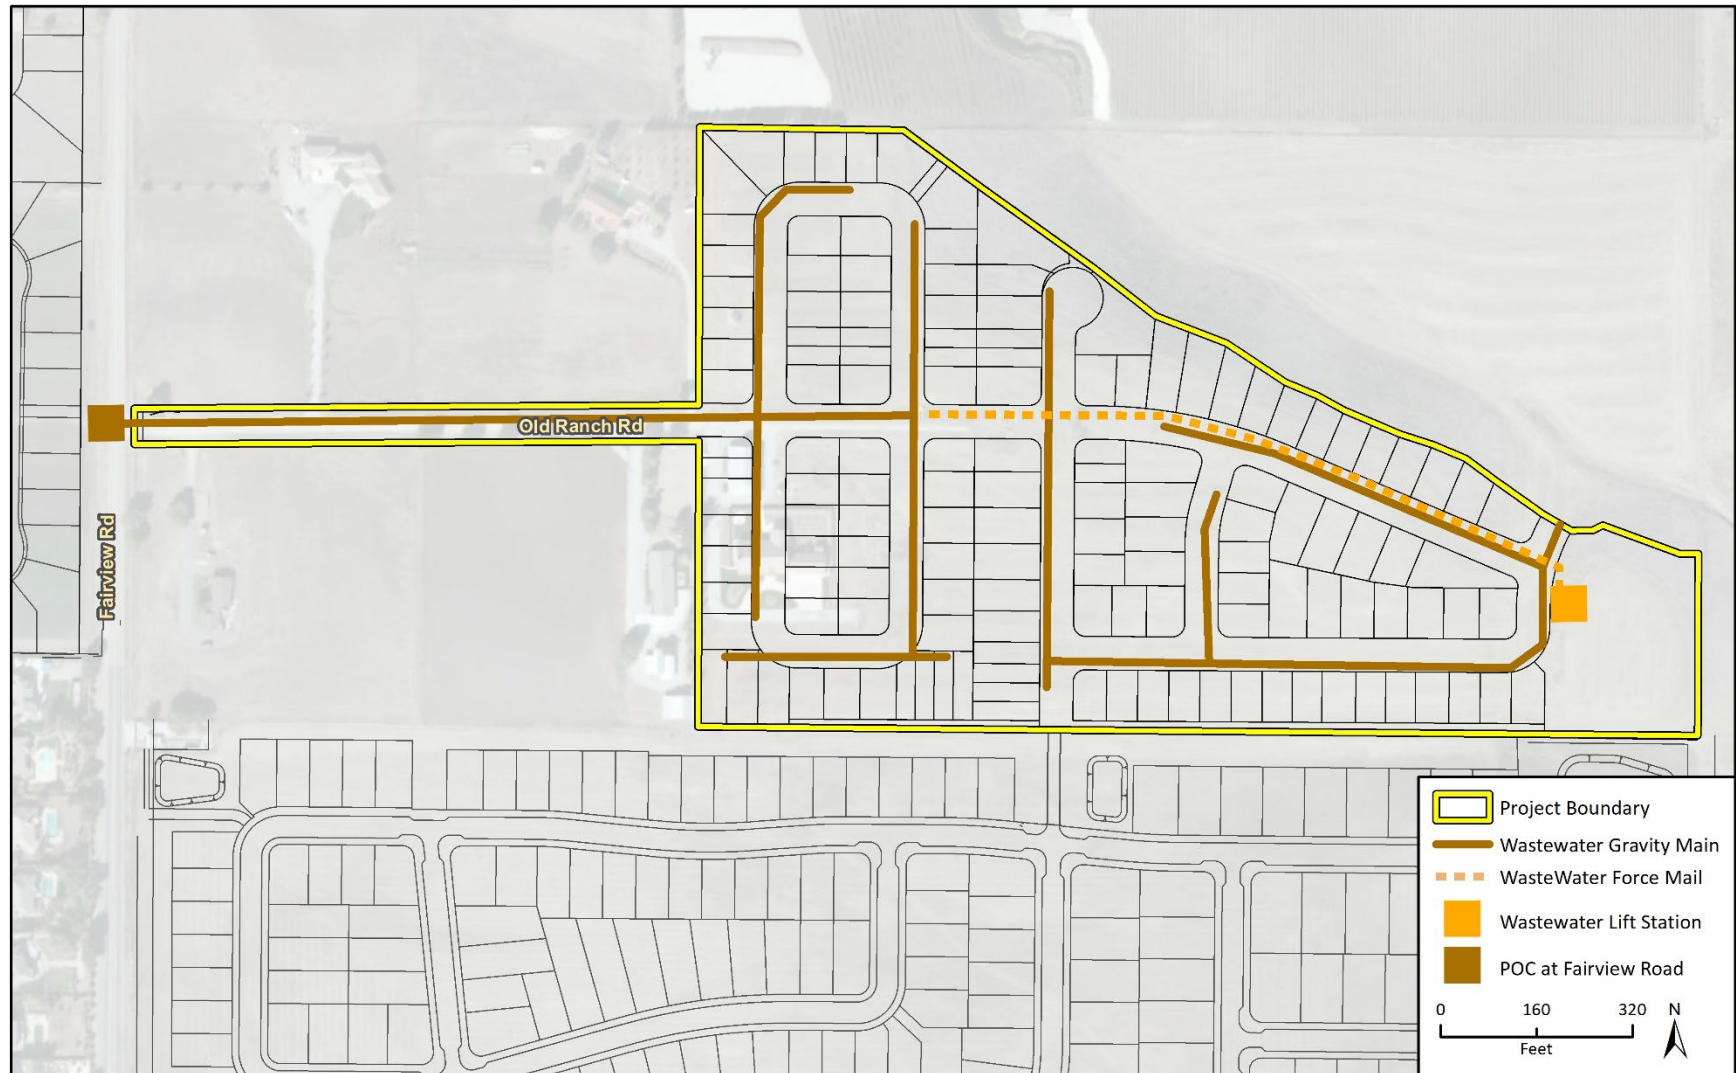 Old Ranch Rd
Fairview Rd
Project Boundary
Wastewater Gravity Main
WasteWater Force Mail
Wastewater Lift Station
POC at Fairview Road
0 160 320 N
Feet